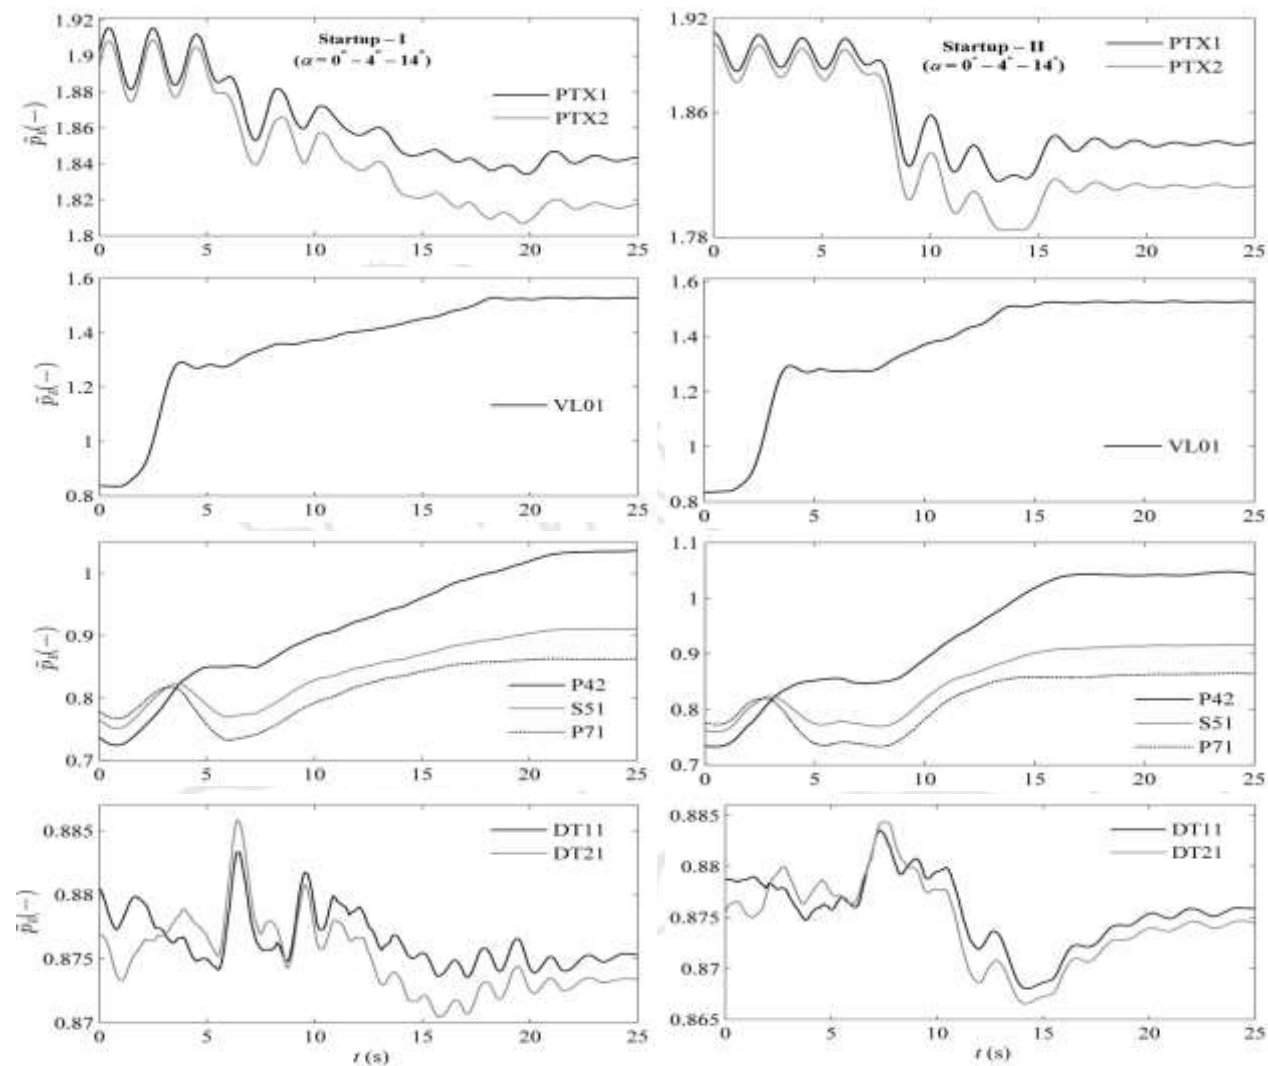 1.92
1.9
1.88
1.86
1.84
1.82
1.8
p̃_E(−)
Startup – I
(α = 0° – 4° – 14°)
PTX1
PTX2
0 5 10 15 20 25
1.92
1.86
1.78
Startup – II
(α = 0° – 4° – 14°)
PTX1
PTX2
0 5 10 15 20 25
1.6
1.4
1.2
1
0.8
p̃_E(−)
VL01
0 5 10 15 20 25
1.6
1.4
1.2
1
0.8
VL01
0 5 10 15 20 25
1
0.9
0.8
0.7
p̃_E(−)
P42
S51
P71
0 5 10 15 20 25
1.1
1
0.9
0.8
0.7
P42
S51
P71
0 5 10 15 20 25
0.885
0.88
0.875
0.87
p̃_E(−)
DT11
DT21
0 5 10 15 20 25
t (s)
0.885
0.88
0.875
0.87
0.865
DT11
DT21
0 5 10 15 20 25
t (s)